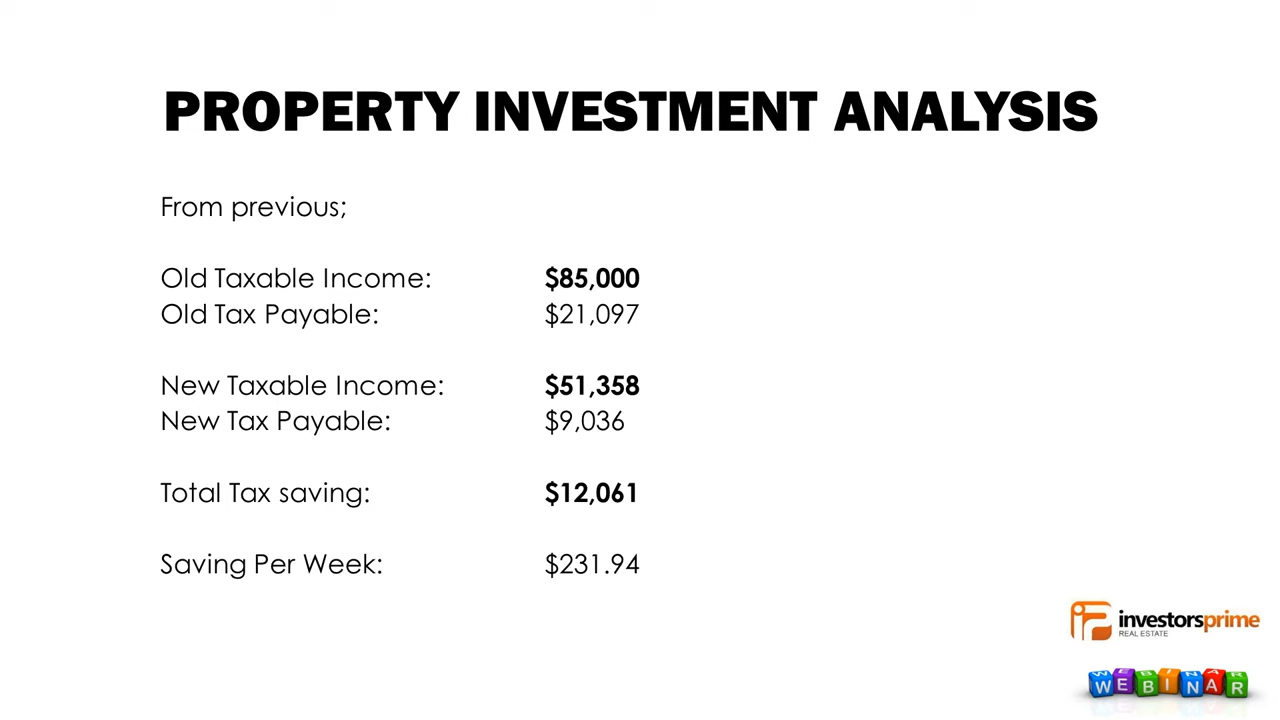 PROPERTY INVESTMENT ANALYSIS
From previous;
Old Taxable Income: $85,000
Old Tax Payable: $21,097
New Taxable Income: $51,358
New Tax Payable: $9,036
Total Tax saving: $12,061
Saving Per Week: $231.94
investorsprime
REAL ESTATE
WEBINAR